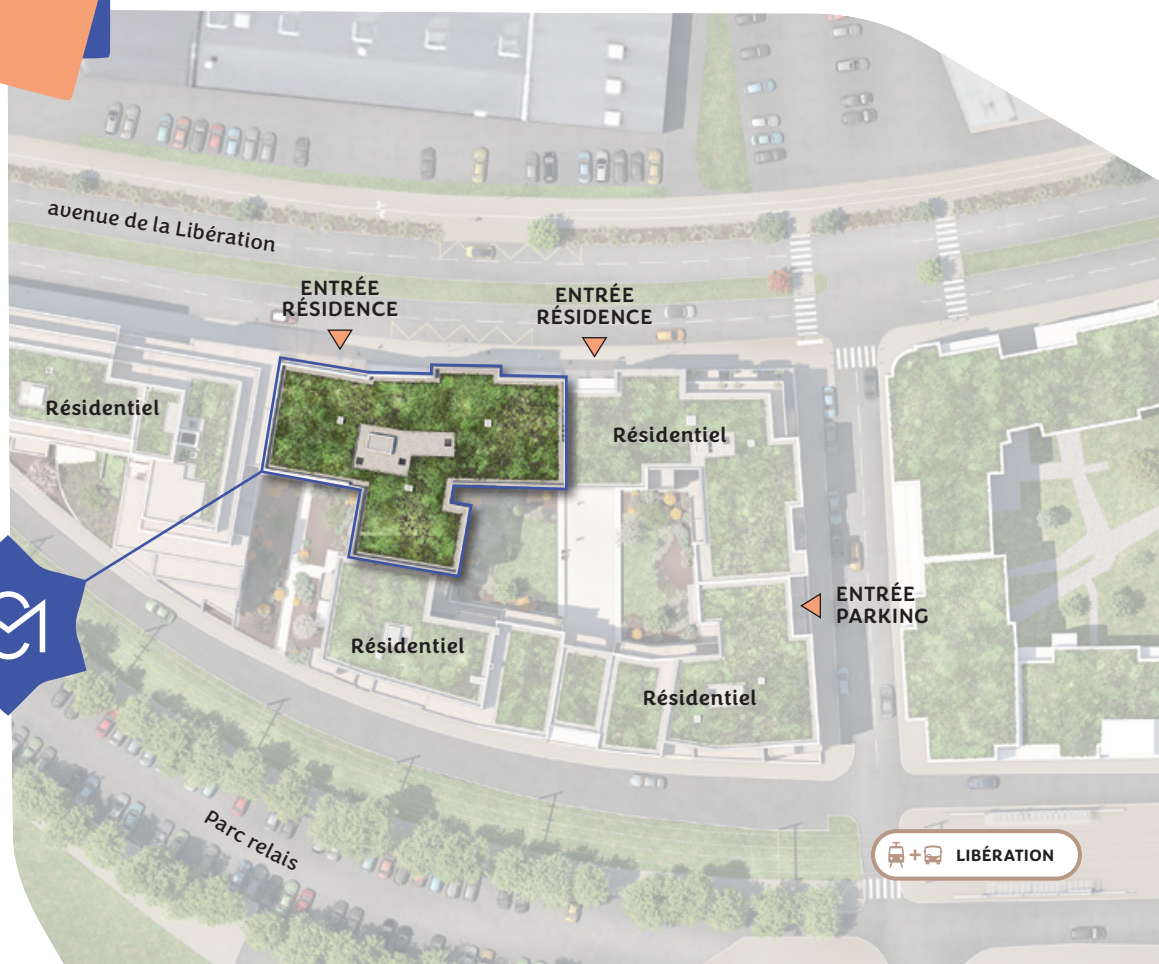 avenue de la Libération
ENTRÉE
RÉSIDENCE
ENTRÉE
RÉSIDENCE
Résidentiel
Résidentiel
ENTRÉE
PARKING
Résidentiel
Résidentiel
Parc relais
+ LIBÉRATION